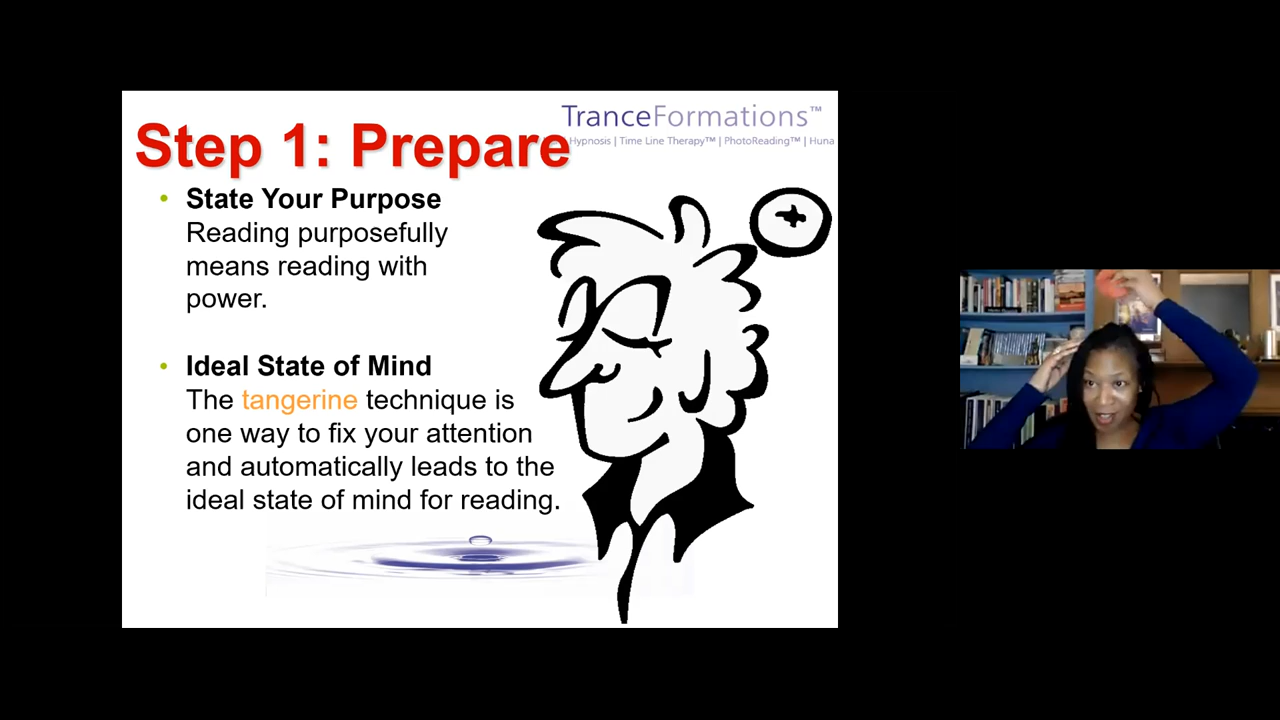 TranceFormations™
Hypnosis | Time Line Therapy™ | PhotoReading™ | Huna
Step 1: Prepare
• State Your Purpose
Reading purposefully
means reading with
power.
• Ideal State of Mind
The tangerine technique is
one way to fix your attention
and automatically leads to the
ideal state of mind for reading.